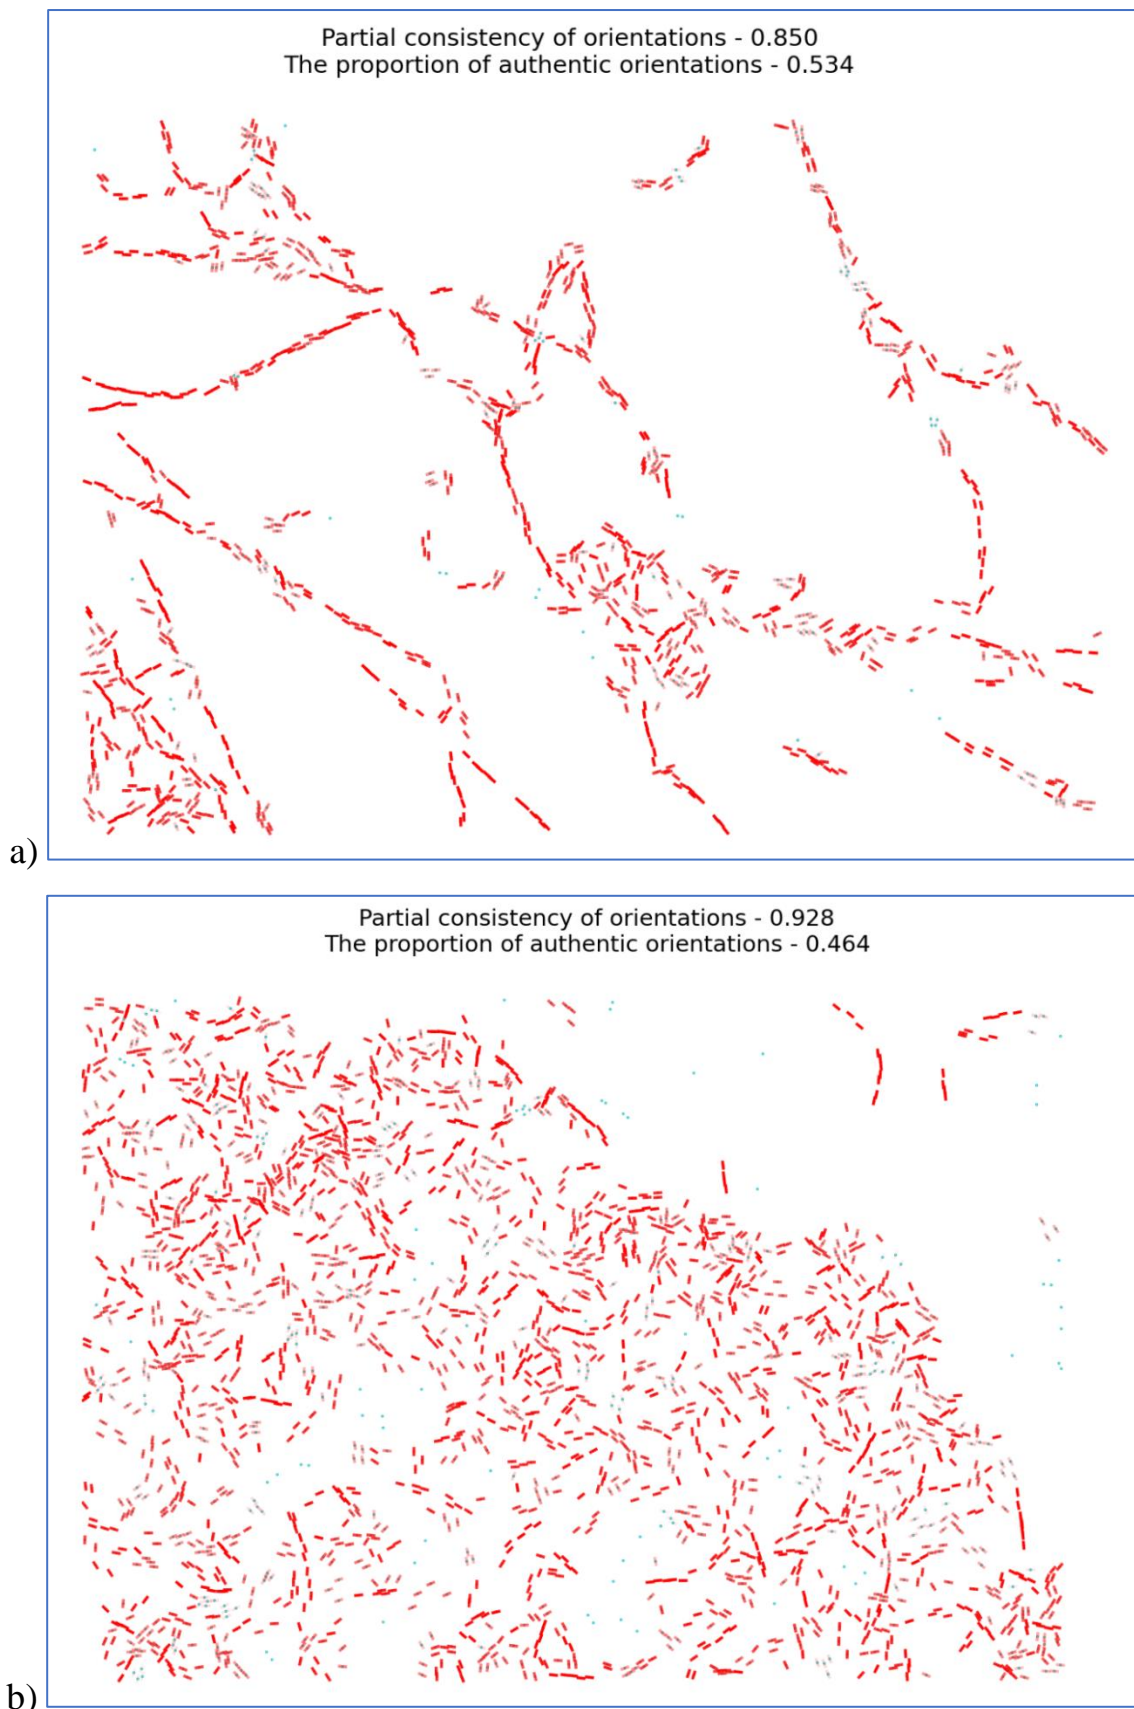 Partial consistency of orientations - 0.850
The proportion of authentic orientations - 0.534
a)
Partial consistency of orientations - 0.928
The proportion of authentic orientations - 0.464
b)